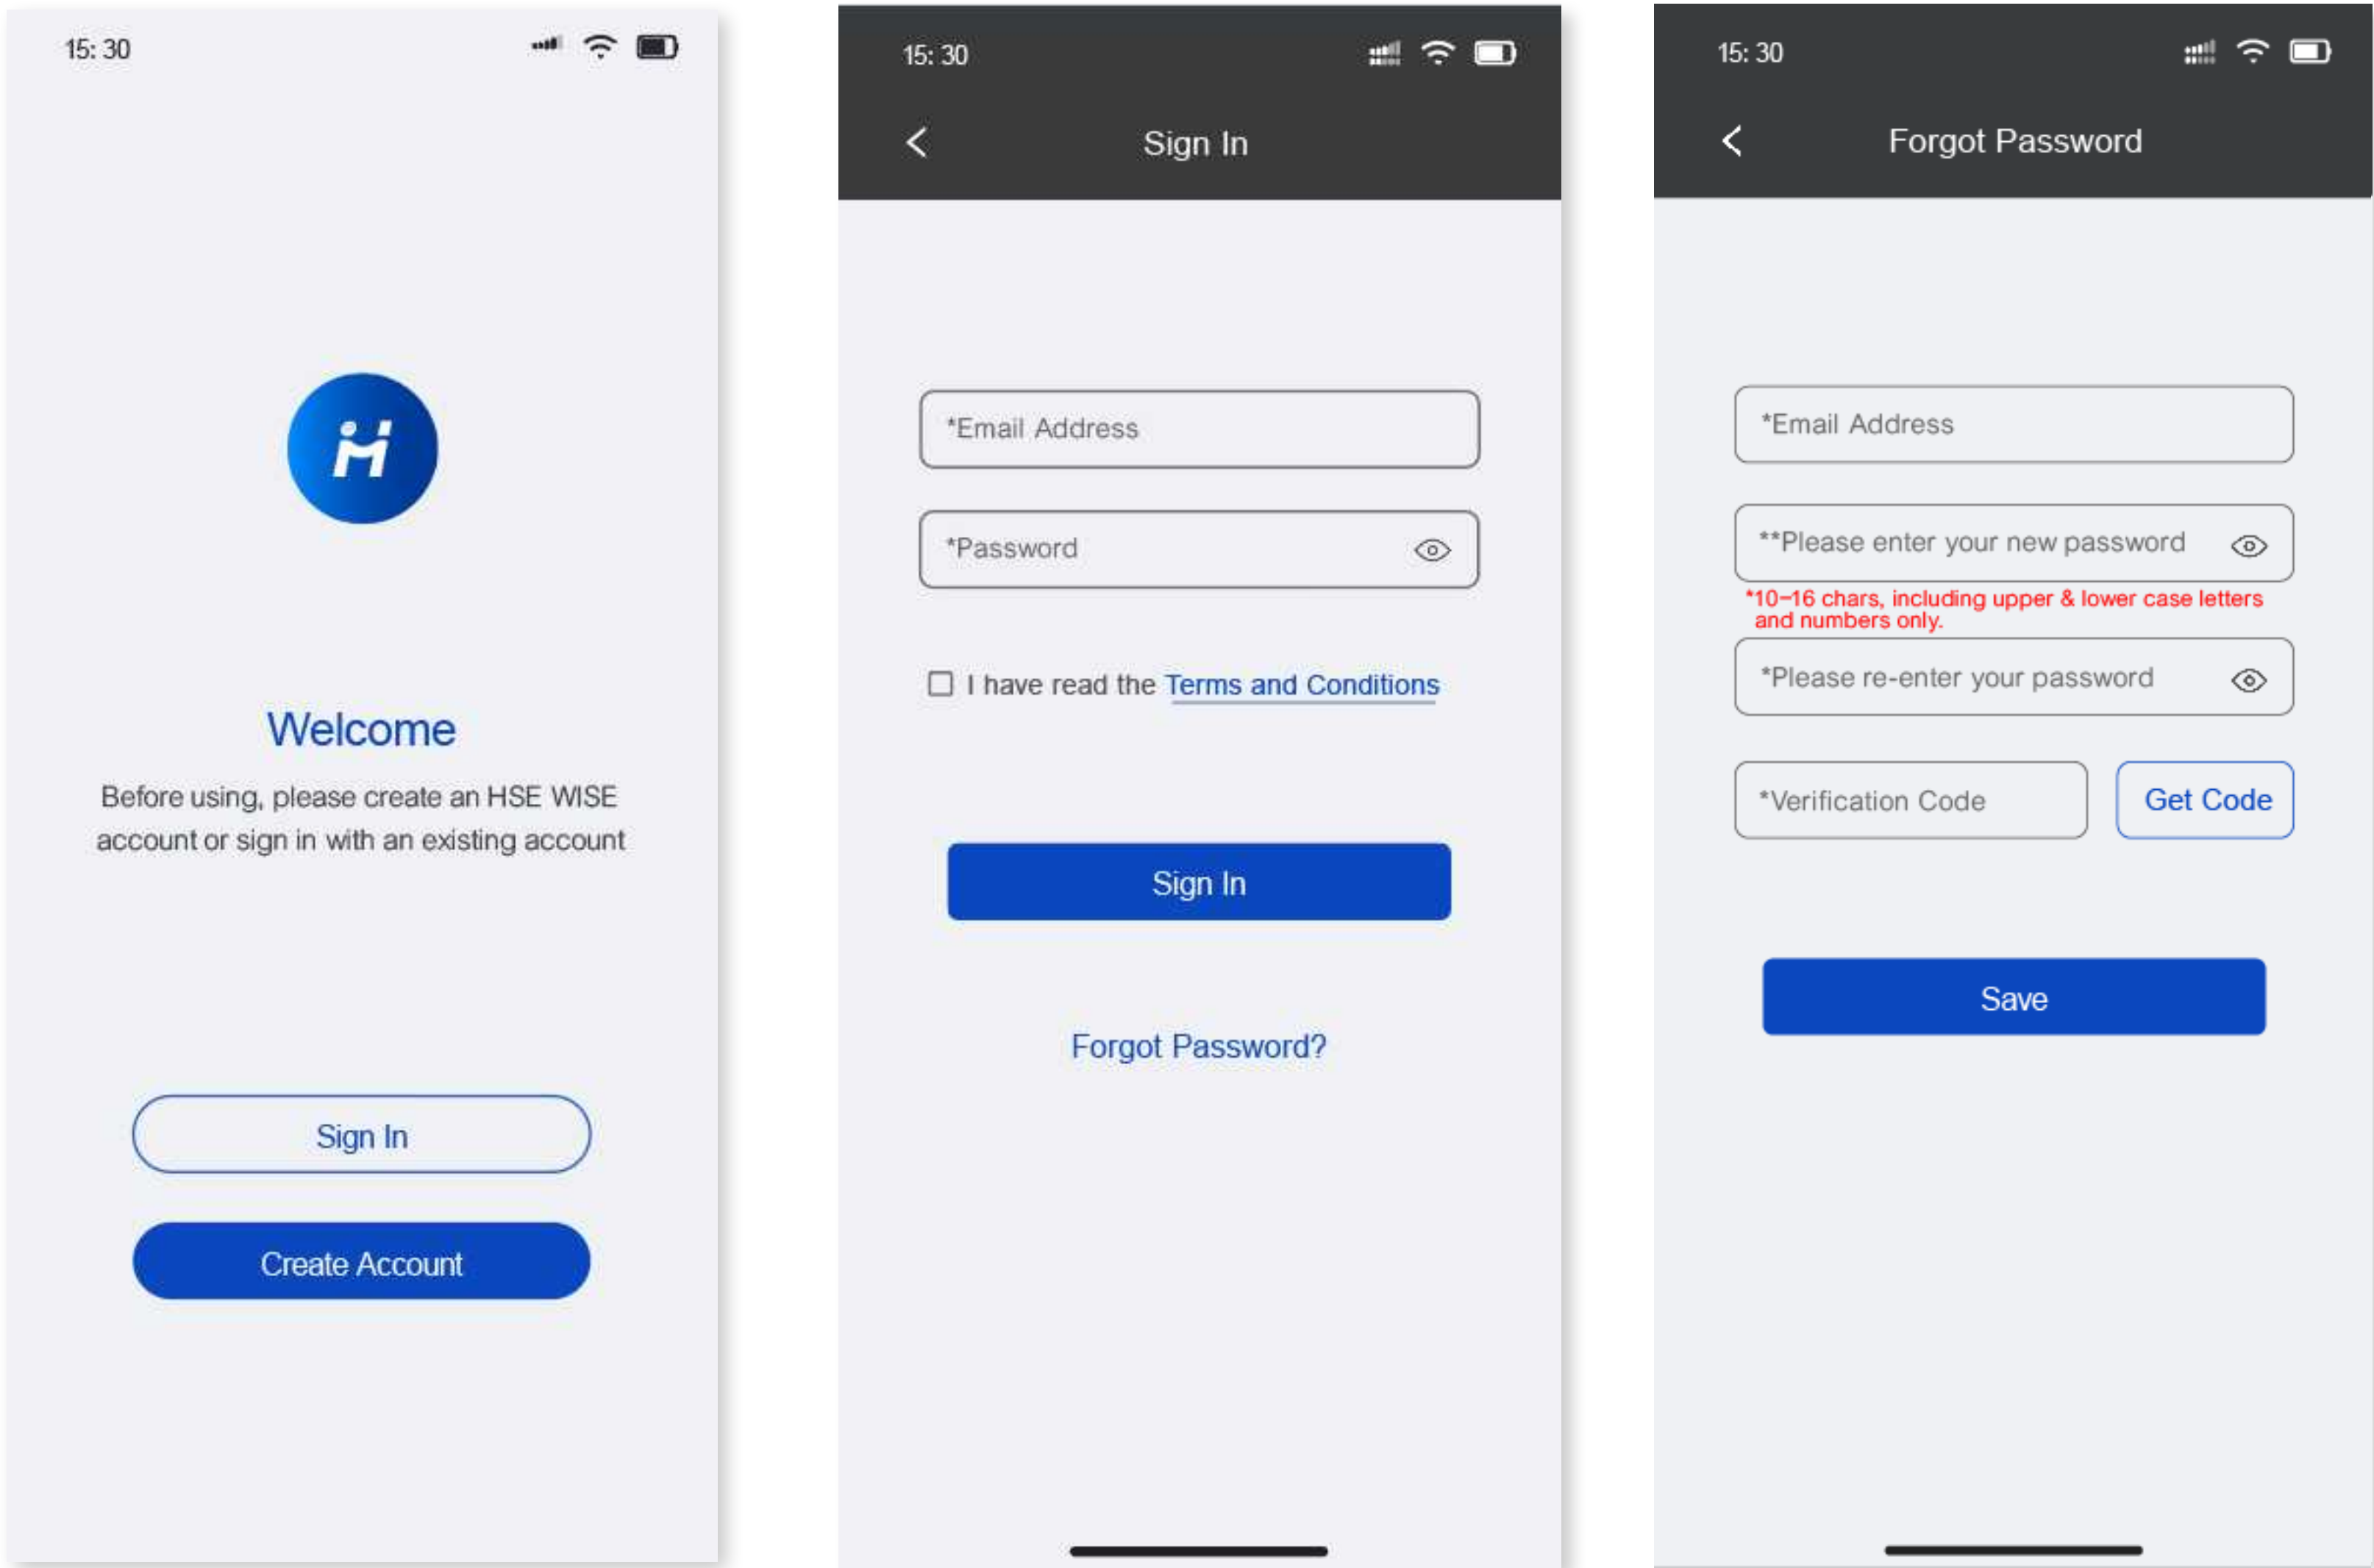 15: 30
Welcome
Before using, please create an HSE WISE
account or sign in with an existing account
Sign In
Create Account
15: 30
Sign In
*Email Address
*Password
I have read the Terms and Conditions
Sign In
Forgot Password?
15: 30
Forgot Password
*Email Address
**Please enter your new password
*10–16 chars, including upper & lower case letters
and numbers only.
*Please re-enter your password
*Verification Code
Get Code
Save